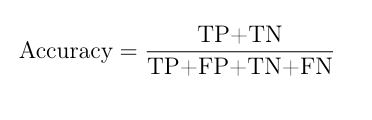 Accuracy = TP+TN / TP+FP+TN+FN